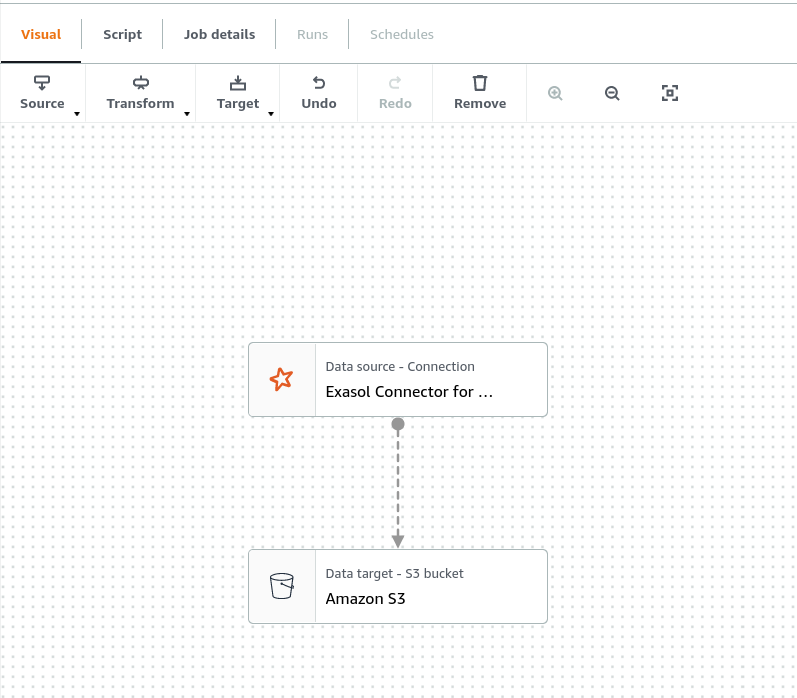 Visual
Script
Job details
Runs
Schedules
Source
Transform
Target
Undo
Redo
Remove
Data source - Connection
Exasol Connector for ...
Data target - S3 bucket
Amazon S3